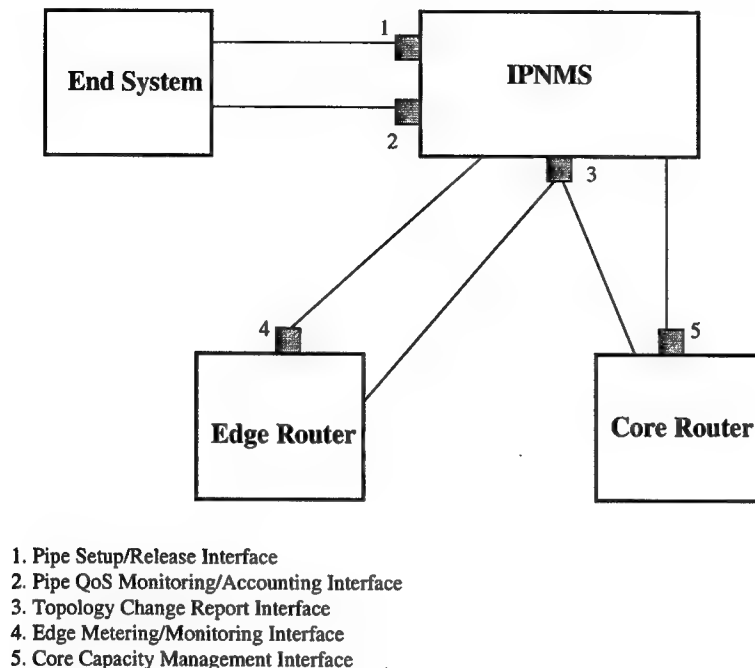 1
End System
IPNMS
2
3
4
5
Edge Router
Core Router
1. Pipe Setup/Release Interface
2. Pipe QoS Monitoring/Accounting Interface
3. Topology Change Report Interface
4. Edge Metering/Monitoring Interface
5. Core Capacity Management Interface